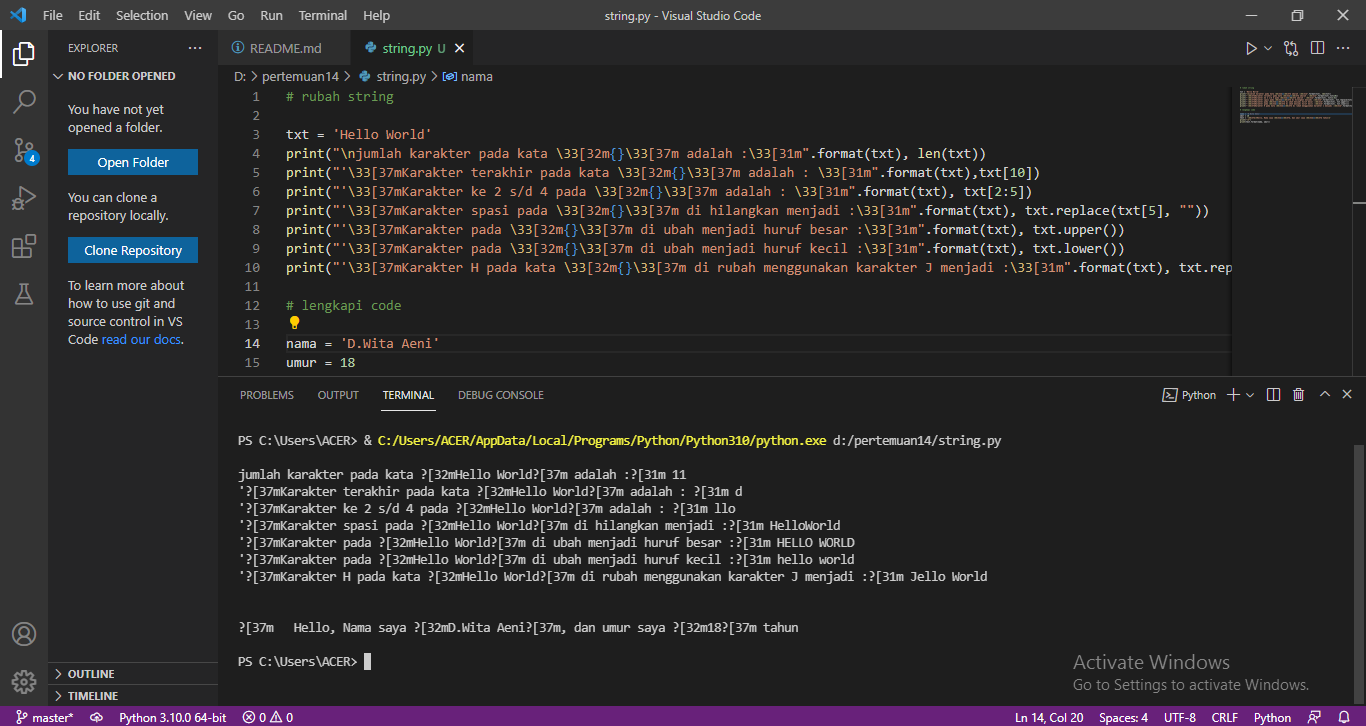 File Edit Selection View Go Run Terminal Help string.py - Visual Studio Code
EXPLORER
NO FOLDER OPENED
You have not yet
opened a folder.
Open Folder
You can clone a
repository locally.
Clone Repository
To learn more about
how to use git and
source control in VS
Code read our docs.
OUTLINE
TIMELINE
4
README.md string.py U
D: > pertemuan14 > string.py > nama
1 # rubah string
2
3 txt = 'Hello World'
4 print("\njumlah karakter pada kata \33[32m{}\33[37m adalah :\33[31m".format(txt), len(txt))
5 print("'\33[37mKarakter terakhir pada kata \33[32m{}\33[37m adalah : \33[31m".format(txt),txt[10])
6 print("'\33[37mKarakter ke 2 s/d 4 pada \33[32m{}\33[37m adalah : \33[31m".format(txt), txt[2:5])
7 print("'\33[37mKarakter spasi pada \33[32m{}\33[37m di hilangkan menjadi :\33[31m".format(txt), txt.replace(txt[5], ""))
8 print("'\33[37mKarakter pada \33[32m{}\33[37m di ubah menjadi huruf besar :\33[31m".format(txt), txt.upper())
9 print("'\33[37mKarakter pada \33[32m{}\33[37m di ubah menjadi huruf kecil :\33[31m".format(txt), txt.lower())
10 print("'\33[37mKarakter H pada kata \33[32m{}\33[37m di rubah menggunakan karakter J menjadi :\33[31m".format(txt), txt.rep
11
12 # lengkapi code
13
14 nama = 'D.Wita Aeni'
15 umur = 18
PROBLEMS OUTPUT TERMINAL DEBUG CONSOLE Python
PS C:\Users\ACER> & C:/Users/ACER/AppData/Local/Programs/Python/Python310/python.exe d:/pertemuan14/string.py
jumlah karakter pada kata ?[32mHello World?[37m adalah :?[31m 11
'?[37mKarakter terakhir pada kata ?[32mHello World?[37m adalah : ?[31m d
'?[37mKarakter ke 2 s/d 4 pada ?[32mHello World?[37m adalah : ?[31m llo
'?[37mKarakter spasi pada ?[32mHello World?[37m di hilangkan menjadi :?[31m HelloWorld
'?[37mKarakter pada ?[32mHello World?[37m di ubah menjadi huruf besar :?[31m HELLO WORLD
'?[37mKarakter pada ?[32mHello World?[37m di ubah menjadi huruf kecil :?[31m hello world
'?[37mKarakter H pada kata ?[32mHello World?[37m di rubah menggunakan karakter J menjadi :?[31m Jello World
?[37m   Hello, Nama saya ?[32mD.Wita Aeni?[37m, dan umur saya ?[32m18?[37m tahun
PS C:\Users\ACER>
Activate Windows
Go to Settings to activate Windows.
master* Python 3.10.0 64-bit 0 0 Ln 14, Col 20 Spaces: 4 UTF-8 CRLF Python